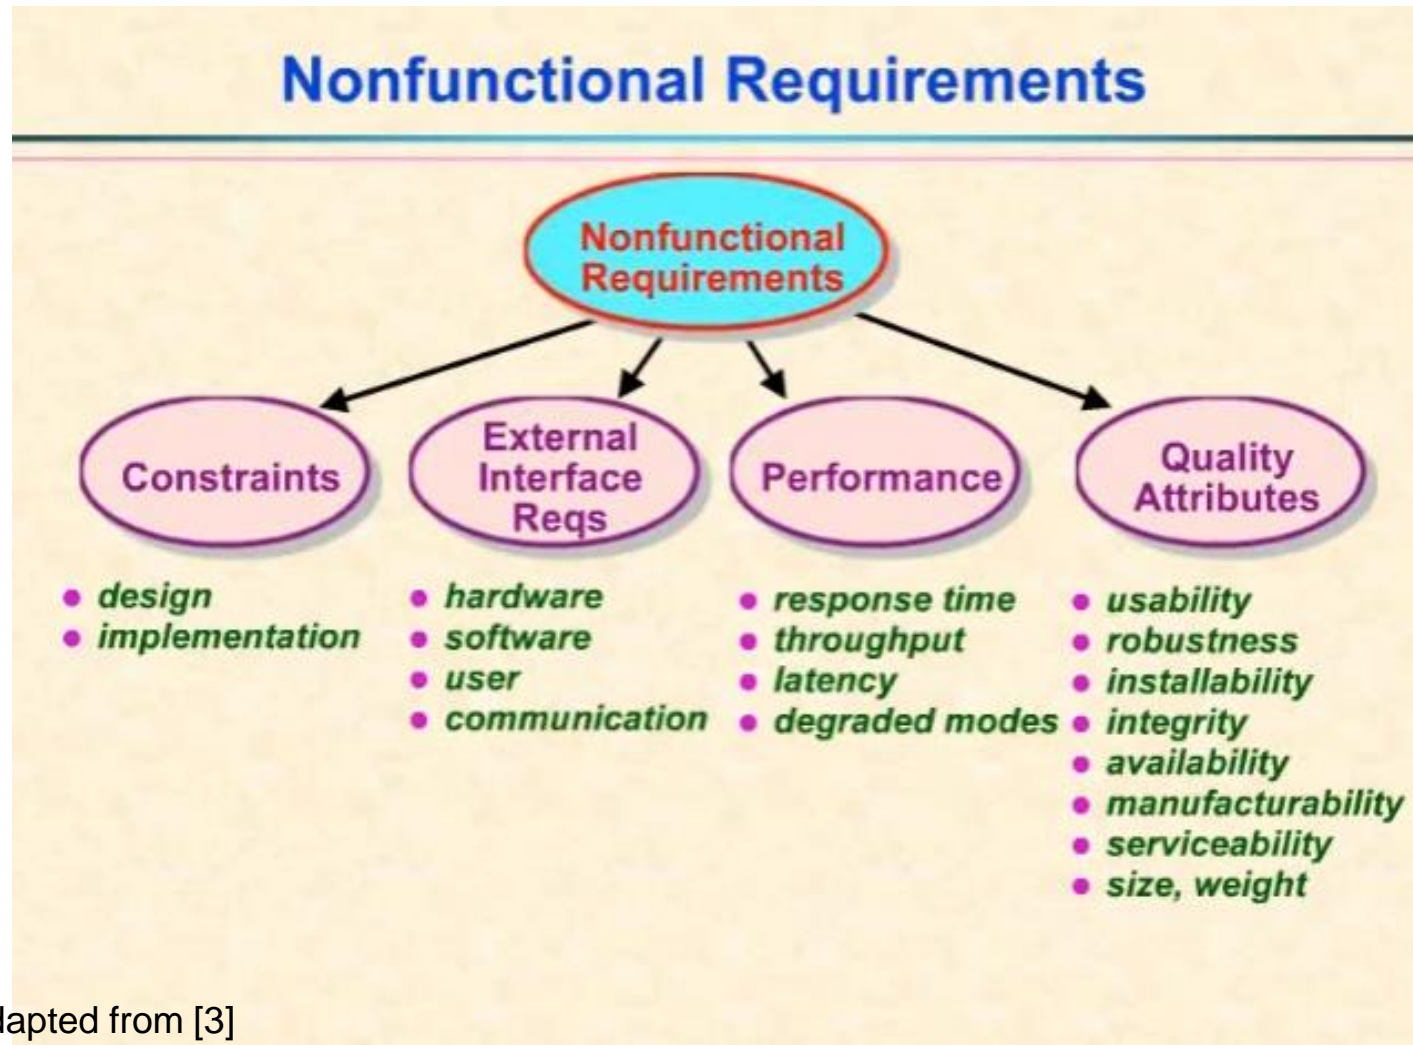 Nonfunctional Requirements
Nonfunctional
Requirements
Constraints
External
Interface
Reqs
Performance
Quality
Attributes
design
implementation
hardware
software
user
communication
response time
throughput
latency
degraded modes
usability
robustness
installability
integrity
availability
manufacturability
serviceability
size, weight
dapted from [3]